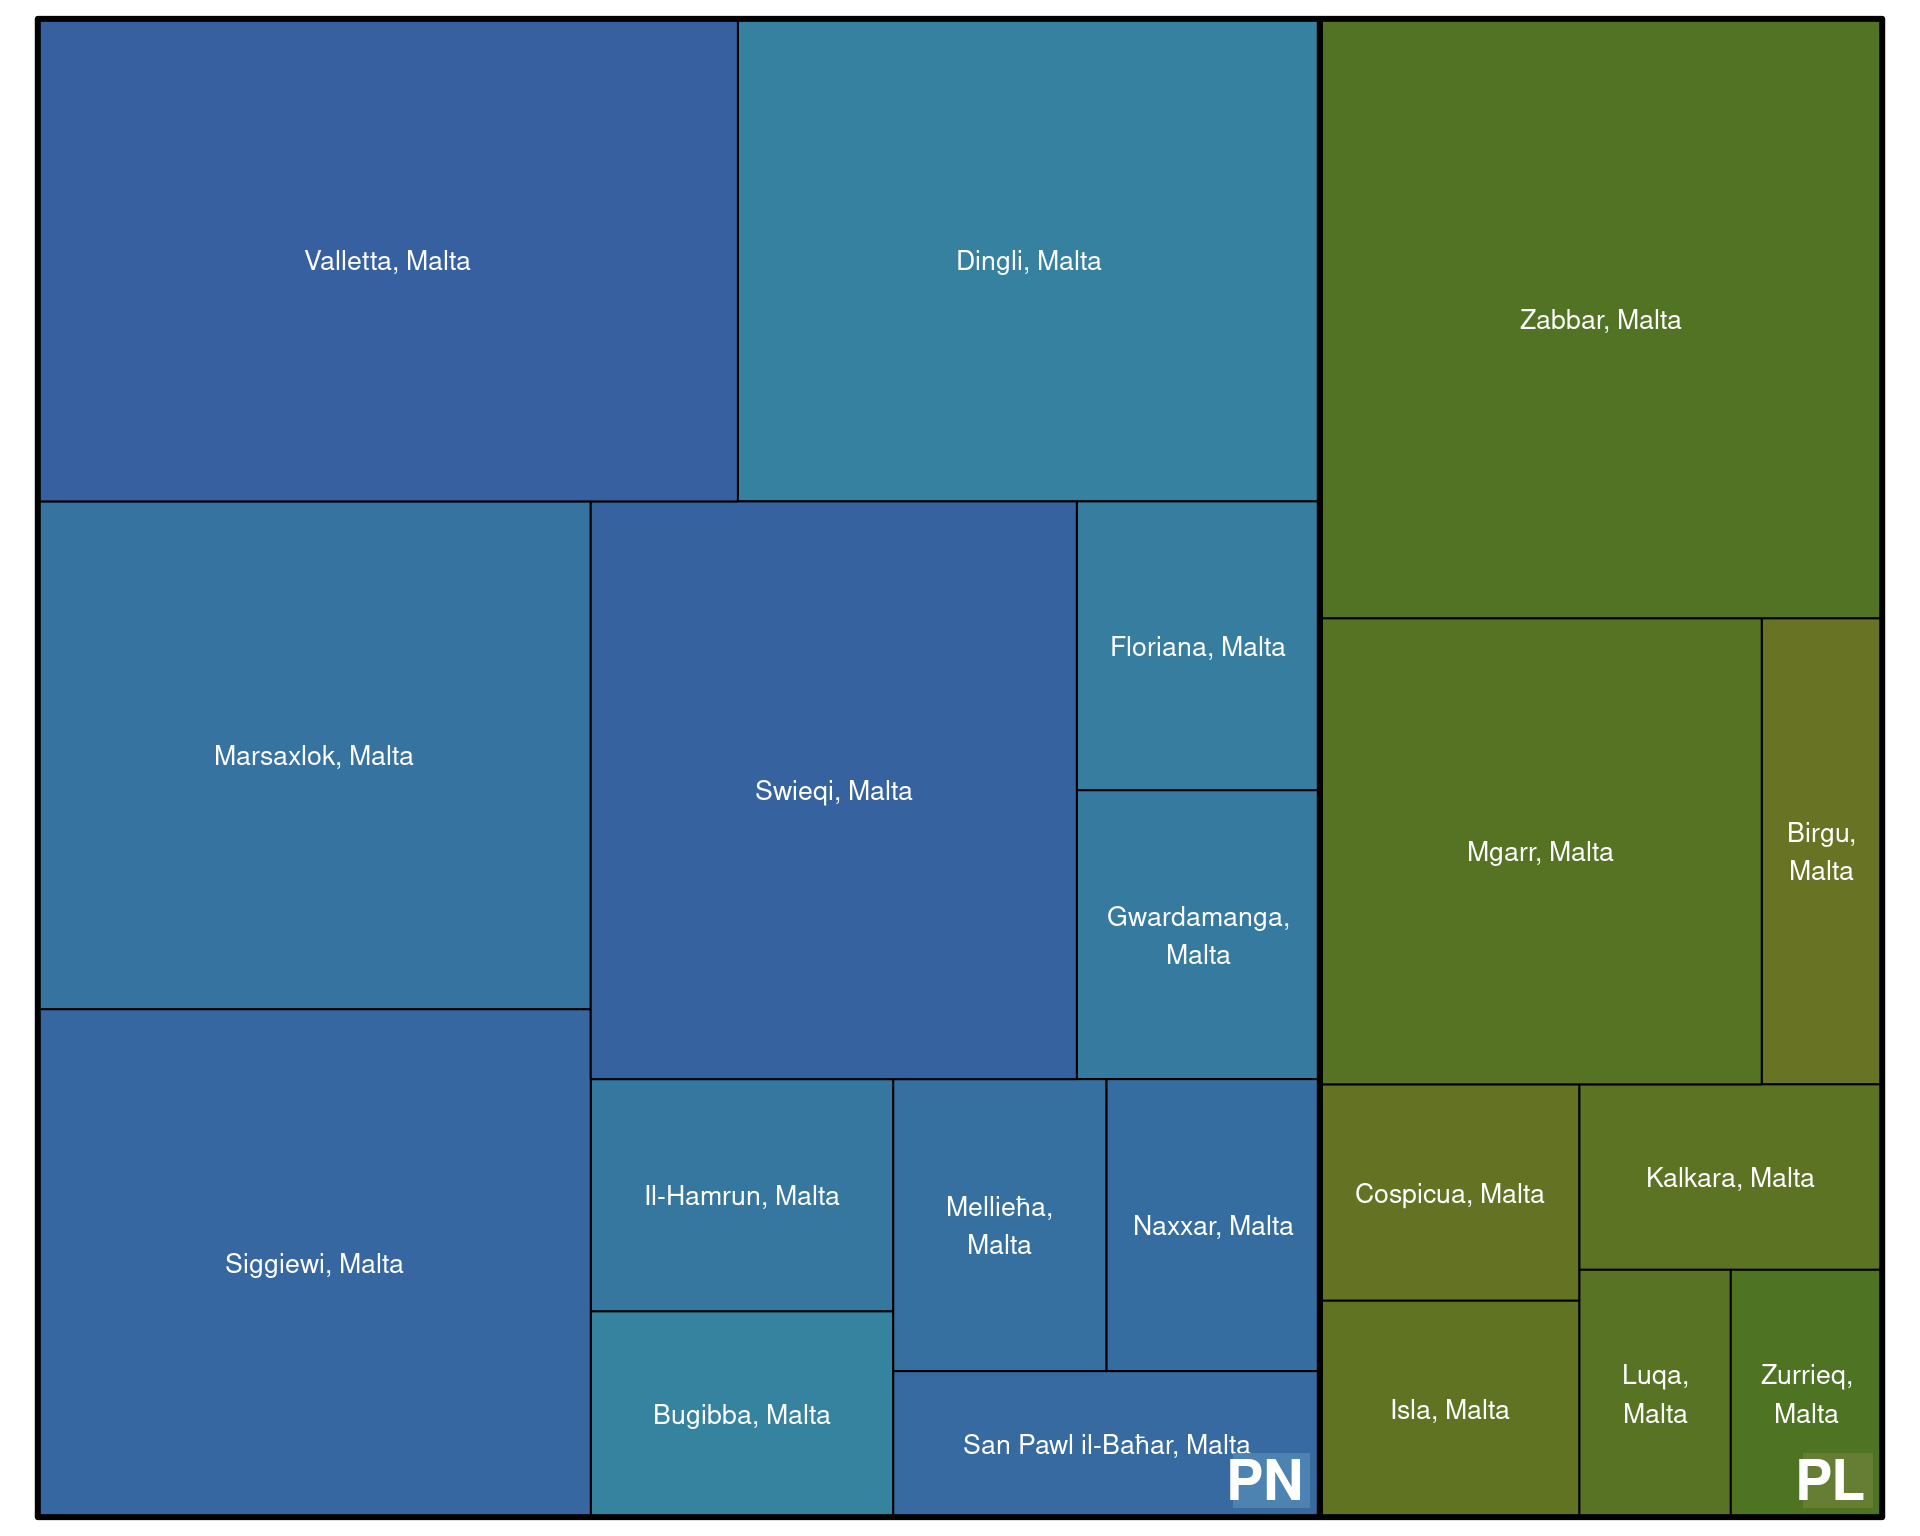 Valletta, Malta
Dingli, Malta
Zabbar, Malta
Marsaxlok, Malta
Swieqi, Malta
Floriana, Malta
Gwardamanga,
Malta
Mgarr, Malta
Birgu,
Malta
Siggiewi, Malta
Il-Hamrun, Malta
Mellieħa,
Malta
Naxxar, Malta
Cospicua, Malta
Kalkara, Malta
Bugibba, Malta
San Pawl il-Baħar, Malta
Isla, Malta
Luqa,
Malta
Zurrieq,
Malta
PN
PL